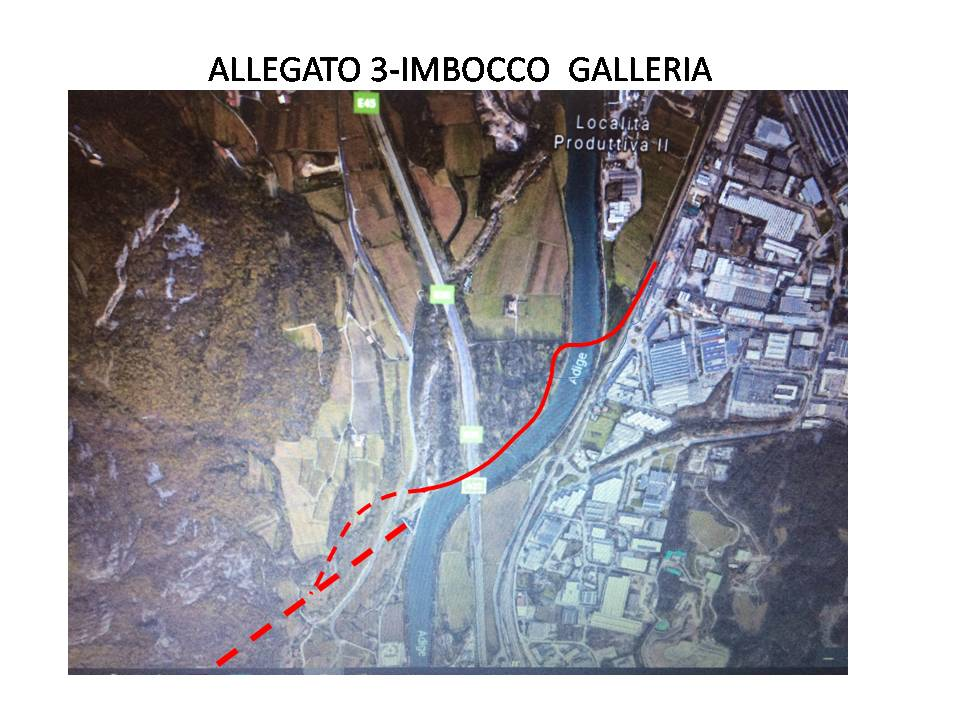 ALLEGATO 3-IMBOCCO GALLERIA
E45
Località
Produttiva II
Adige
Adige